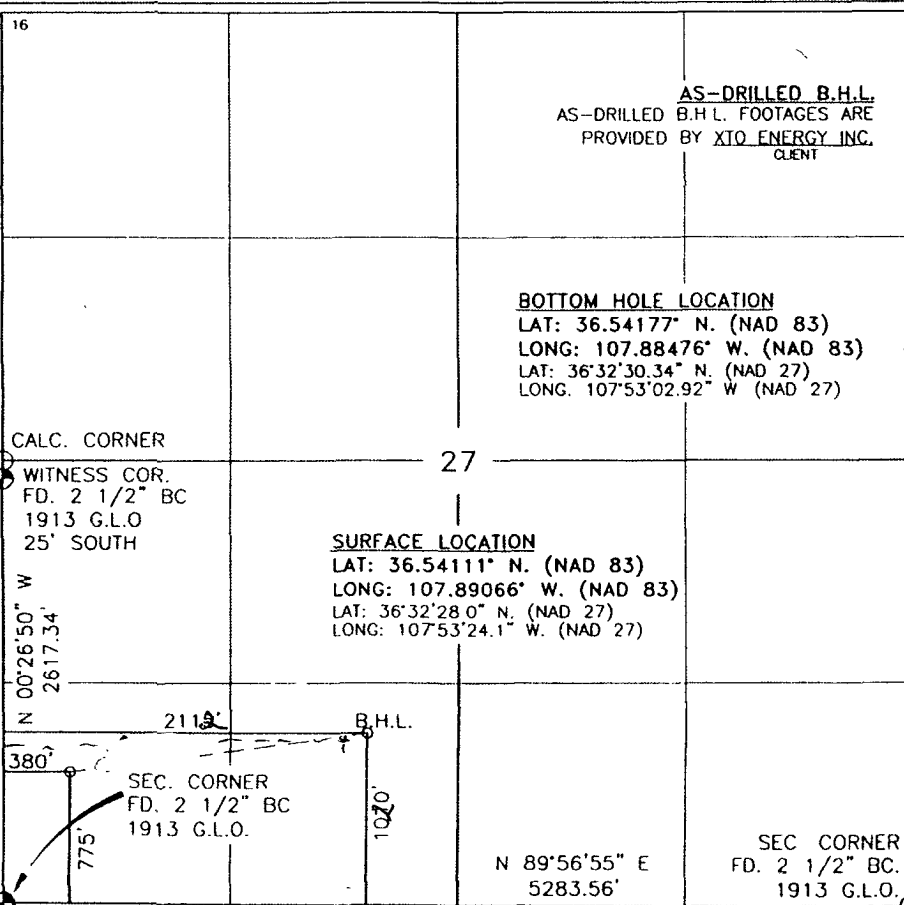 16
AS-DRILLED B.H.L.
AS-DRILLED B.H L. FOOTAGES ARE
PROVIDED BY XTO ENERGY INC.
CLIENT
BOTTOM HOLE LOCATION
LAT: 36.54177° N. (NAD 83)
LONG: 107.88476° W. (NAD 83)
LAT: 36°32'30.34" N. (NAD 27)
LONG. 107°53'02.92" W (NAD 27)
CALC. CORNER
WITNESS COR.
FD. 2 1/2" BC
1913 G.L.O
25' SOUTH
27
SURFACE LOCATION
LAT: 36.54111° N. (NAD 83)
LONG: 107.89066° W. (NAD 83)
LAT: 36°32'28 0" N. (NAD 27)
LONG: 107°53'24.1" W. (NAD 27)
N 00°26'50" W
2617.34'
B.H.L.
380'
775'
SEC. CORNER
FD. 2 1/2" BC
1913 G.L.O.
N 89°56'55" E
5283.56'
SEC CORNER
FD. 2 1/2" BC.
1913 G.L.O.